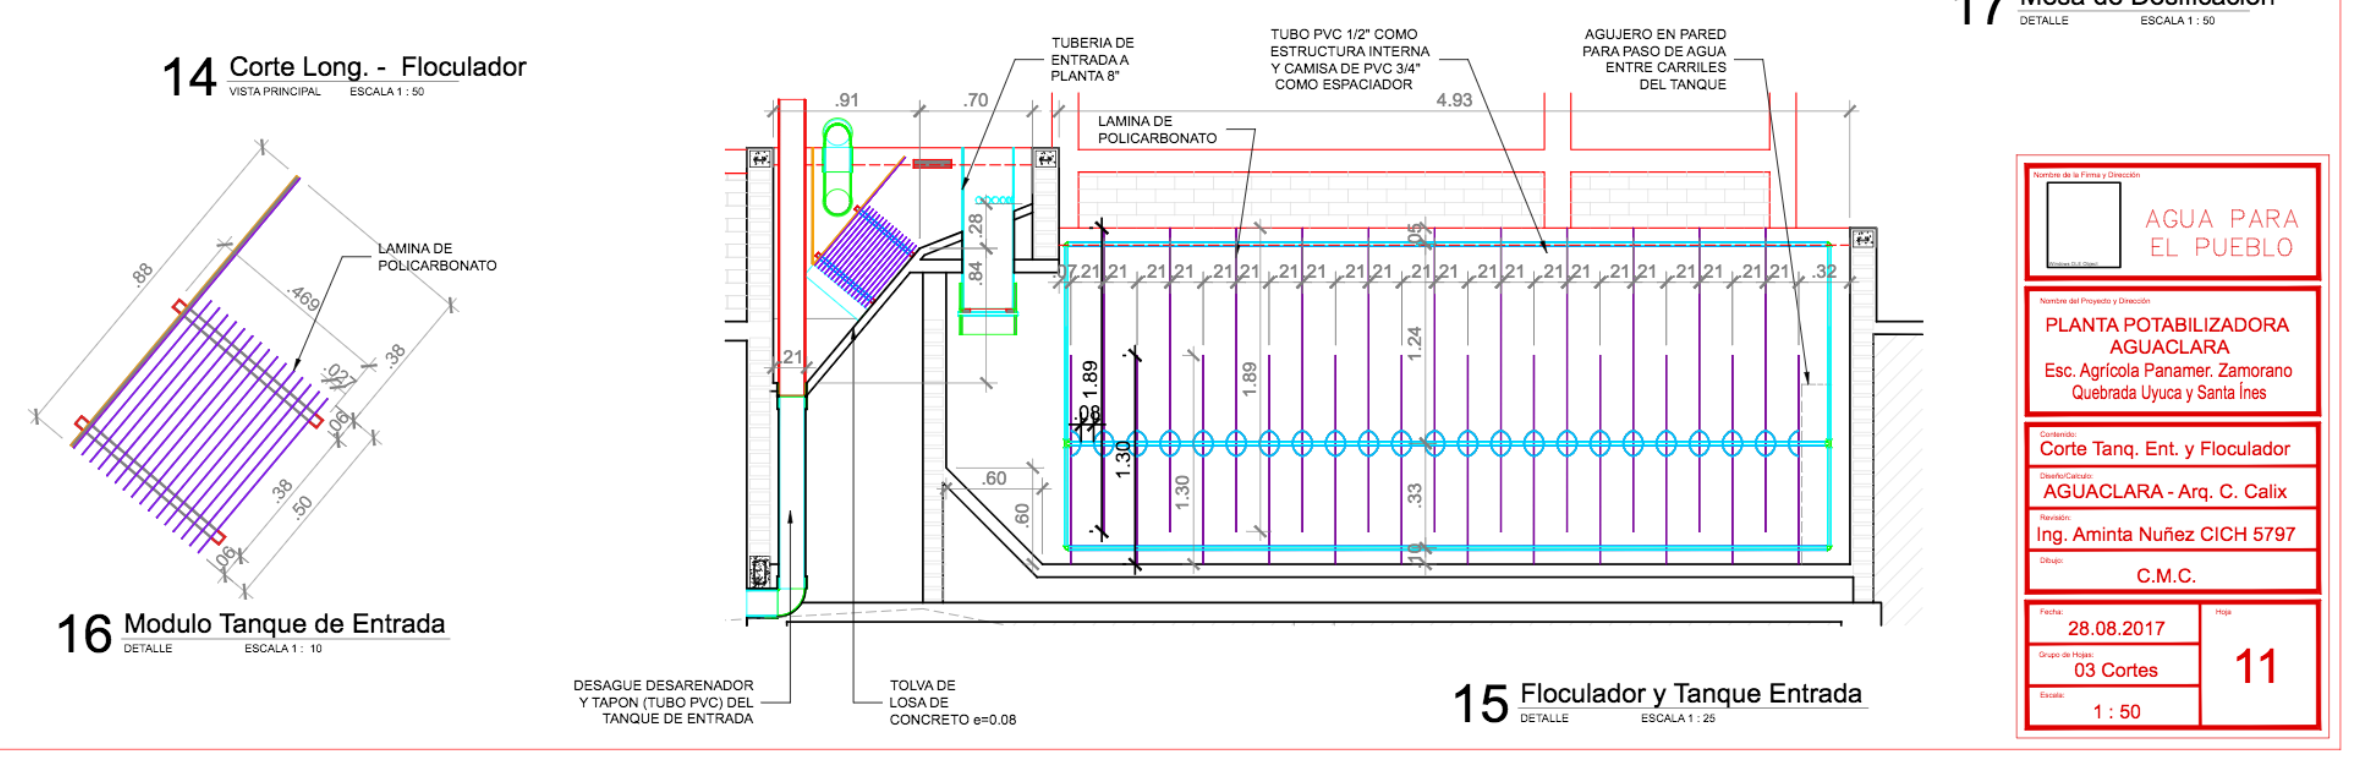 17 Mesa de Dosificación
DETALLE ESCALA 1 : 50
14 Corte Long. - Floculador
VISTA PRINCIPAL ESCALA 1 : 50
.88
.469
LAMINA DE
POLICARBONATO
.027
.38
.06
.38
.50
.06
16 Modulo Tanque de Entrada
DETALLE ESCALA 1 : 10
TUBERIA DE
ENTRADA A
PLANTA 8"
TUBO PVC 1/2" COMO
ESTRUCTURA INTERNA
Y CAMISA DE PVC 3/4"
COMO ESPACIADOR
AGUJERO EN PARED
PARA PASO DE AGUA
ENTRE CARRILES
DEL TANQUE
.91
.70
4.93
LAMINA DE
POLICARBONATO
.28
.84
.05
.07 .21 .21 .21 .21 .21 .21 .21 .21 .21 .21 .21 .21 .21 .21 .21 .21 .21 .21 .21 .21 .21 .21 .32
.21
1.89
1.89
1.24
.08
1.30
1.30
.33
.60
.60
.10
DESAGUE DESARENADOR
Y TAPON (TUBO PVC) DEL
TANQUE DE ENTRADA
TOLVA DE
LOSA DE
CONCRETO e=0.08
15 Floculador y Tanque Entrada
DETALLE ESCALA 1 : 25
Nombre de la Firma y Dirección
AGUA PARA
EL PUEBLO
Windows OLE Object
Nombre del Proyecto y Dirección
PLANTA POTABILIZADORA
AGUACLARA
Esc. Agrícola Panamer. Zamorano
Quebrada Uyuca y Santa Ínes
Contenido:
Corte Tanq. Ent. y Floculador
Diseño/Calculo:
AGUACLARA - Arq. C. Calix
Revisión:
Ing. Aminta Nuñez CICH 5797
Dibujo:
C.M.C.
Fecha:
28.08.2017
Hoja
11
Grupo de Hojas:
03 Cortes
Escala:
1 : 50